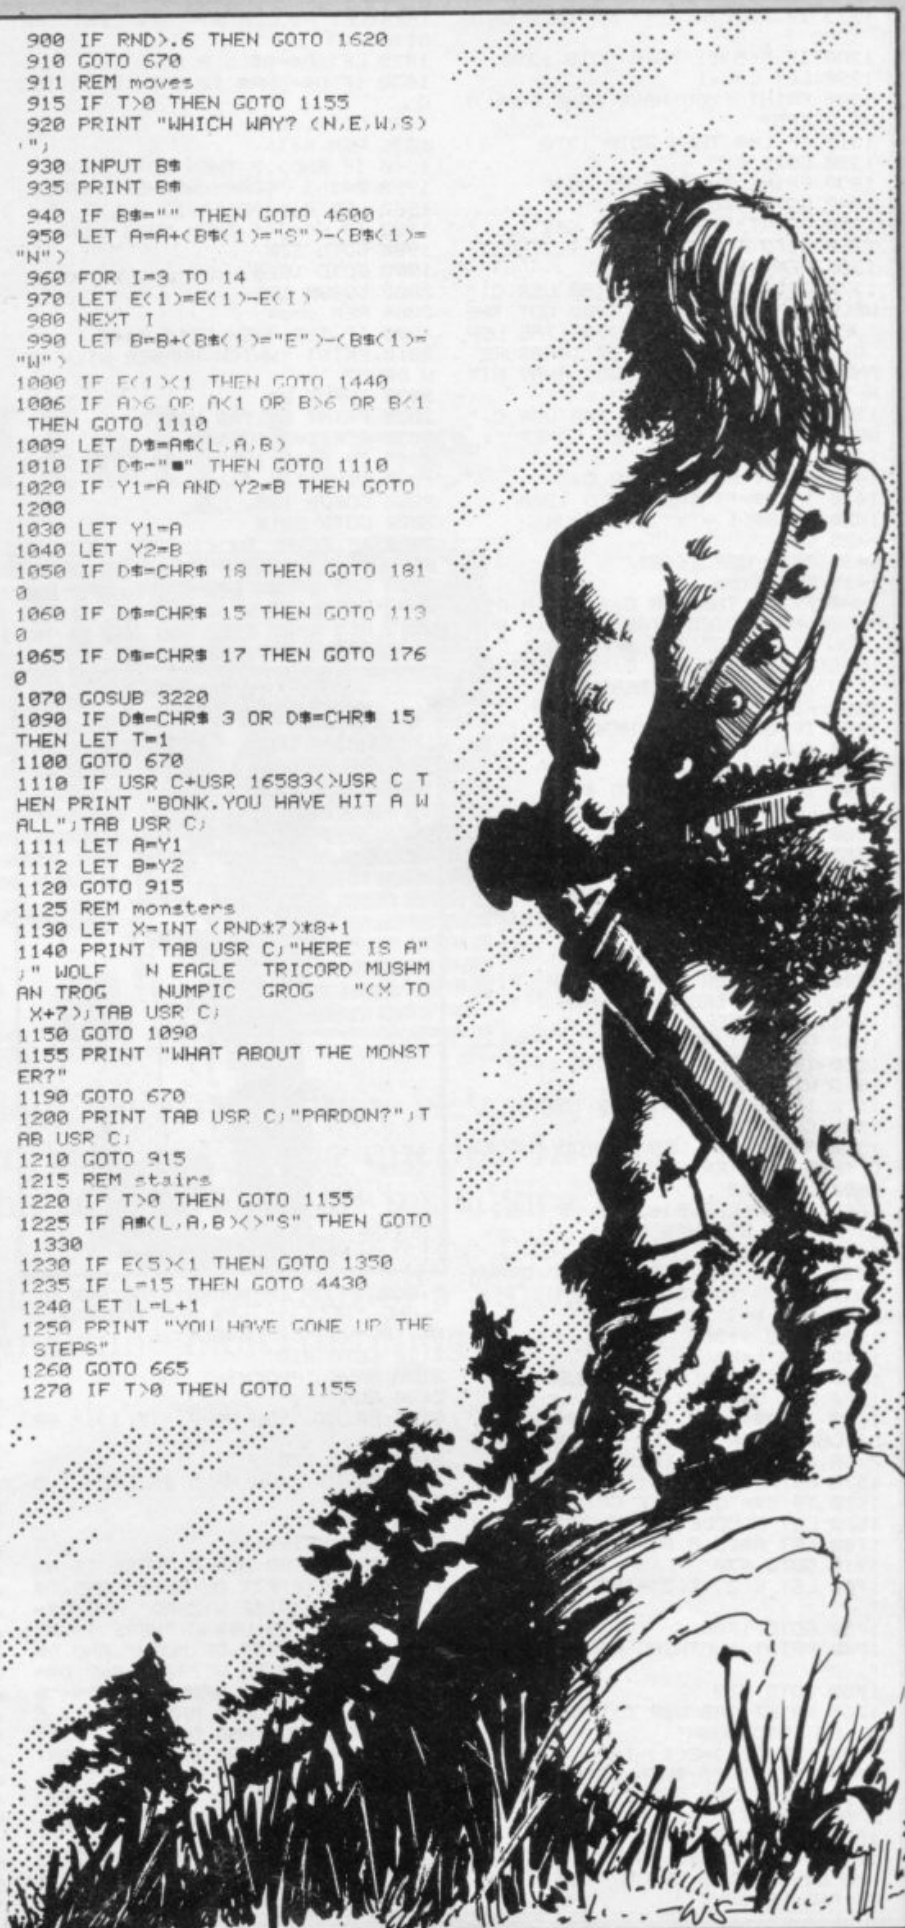 900 IF RND>.6 THEN GOTO 1620
910 GOTO 670
911 REM moves
915 IF T>0 THEN GOTO 1155
920 PRINT "WHICH WAY? (N,E,W,S)
,";
930 INPUT B$
935 PRINT B$
940 IF B$="" THEN GOTO 4600
950 LET A=A+(B$(1)="S")-(B$(1)=
"N")
960 FOR I=3 TO 14
970 LET E(1)=E(1)-E(I)
980 NEXT I
990 LET B=B+(B$(1)="E")-(B$(1)=
"W")
1000 IF E(1)<1 THEN GOTO 1440
1006 IF A>6 OR A<1 OR B>6 OR B<1
THEN GOTO 1110
1009 LET D$=A$(L,A,B)
1010 IF D$="■" THEN GOTO 1110
1020 IF Y1=A AND Y2=B THEN GOTO
1200
1030 LET Y1=A
1040 LET Y2=B
1050 IF D$=CHR$ 18 THEN GOTO 181
0
1060 IF D$=CHR$ 15 THEN GOTO 113
0
1065 IF D$=CHR$ 17 THEN GOTO 176
0
1070 GOSUB 3220
1090 IF D$=CHR$ 3 OR D$=CHR$ 15
THEN LET T=1
1100 GOTO 670
1110 IF USR C+USR 16583<>USR C T
HEN PRINT "BONK.YOU HAVE HIT A W
ALL";TAB USR C;
1111 LET A=Y1
1112 LET B=Y2
1120 GOTO 915
1125 REM monsters
1130 LET X=INT (RND*7)*8+1
1140 PRINT TAB USR C;"HERE IS A"
;" WOLF   N EAGLE  TRICORD MUSHM
AN TROG    NUMPIC  GROG    "(X TO
X+7);TAB USR C;
1150 GOTO 1090
1155 PRINT "WHAT ABOUT THE MONST
ER?"
1190 GOTO 670
1200 PRINT TAB USR C;"PARDON?";T
AB USR C;
1210 GOTO 915
1215 REM stairs
1220 IF T>0 THEN GOTO 1155
1225 IF A$(L,A,B)<>"S" THEN GOTO
1330
1230 IF E(5)<1 THEN GOTO 1350
1235 IF L=15 THEN GOTO 4430
1240 LET L=L+1
1250 PRINT "YOU HAVE GONE UP THE
STEPS"
1260 GOTO 665
1270 IF T>0 THEN GOTO 1155
WS